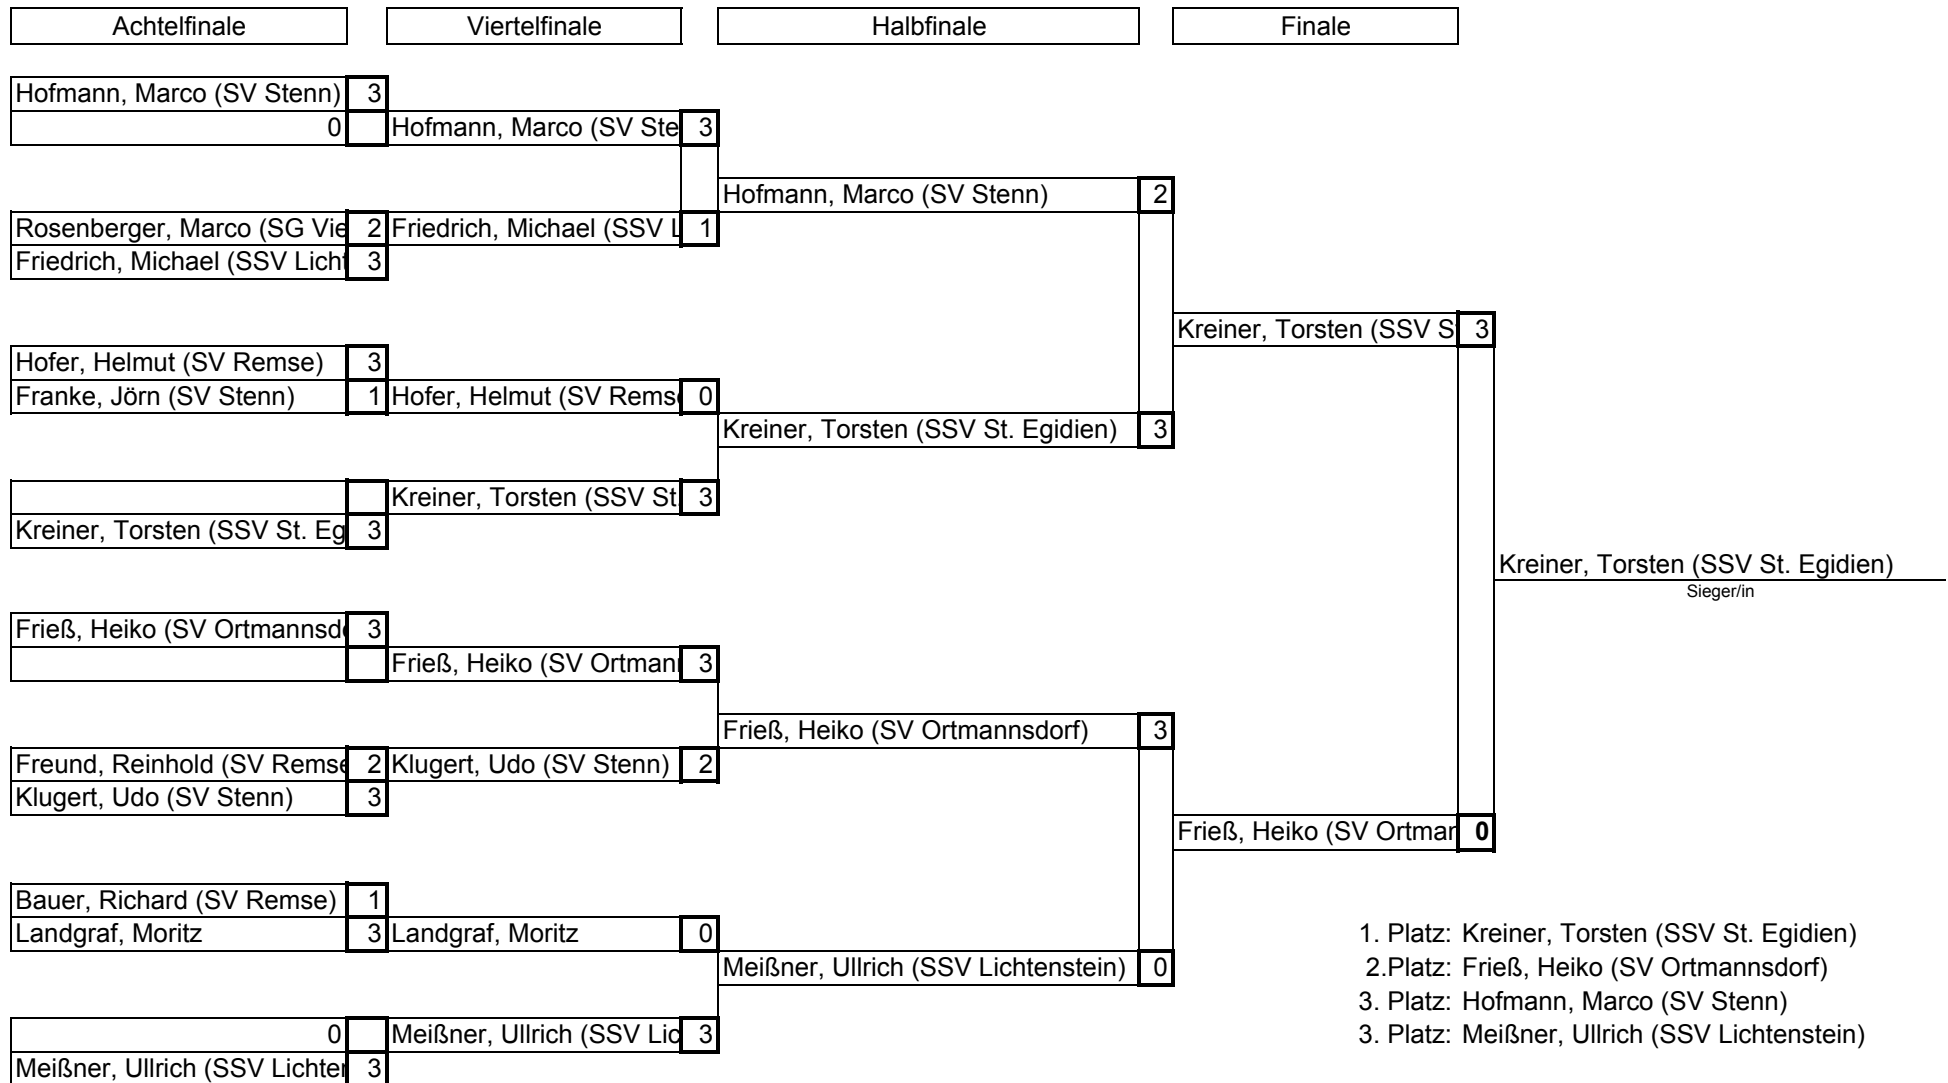 Achtelfinale Viertelfinale Halbfinale Finale
Hofmann, Marco (SV Stenn) 3
0 Hofmann, Marco (SV Ste 3
Hofmann, Marco (SV Stenn) 2
Rosenberger, Marco (SG Vie 2 Friedrich, Michael (SSV L 1
Friedrich, Michael (SSV Licht 3
Kreiner, Torsten (SSV S 3
Hofer, Helmut (SV Remse) 3
Franke, Jörn (SV Stenn) 1 Hofer, Helmut (SV Remse 0
Kreiner, Torsten (SSV St. Egidien) 3
Kreiner, Torsten (SSV St 3
Kreiner, Torsten (SSV St. Eg 3
Kreiner, Torsten (SSV St. Egidien)
Sieger/in
Frieß, Heiko (SV Ortmannsdo 3
Frieß, Heiko (SV Ortmann 3
Frieß, Heiko (SV Ortmannsdorf) 3
Freund, Reinhold (SV Remse 2 Klugert, Udo (SV Stenn) 2
Klugert, Udo (SV Stenn) 3
Frieß, Heiko (SV Ortmar 0
Bauer, Richard (SV Remse) 1
Landgraf, Moritz 3 Landgraf, Moritz 0 1. Platz: Kreiner, Torsten (SSV St. Egidien)
Meißner, Ullrich (SSV Lichtenstein) 0 2.Platz: Frieß, Heiko (SV Ortmannsdorf)
3. Platz: Hofmann, Marco (SV Stenn)
0 Meißner, Ullrich (SSV Lic 3 3. Platz: Meißner, Ullrich (SSV Lichtenstein)
Meißner, Ullrich (SSV Lichten 3